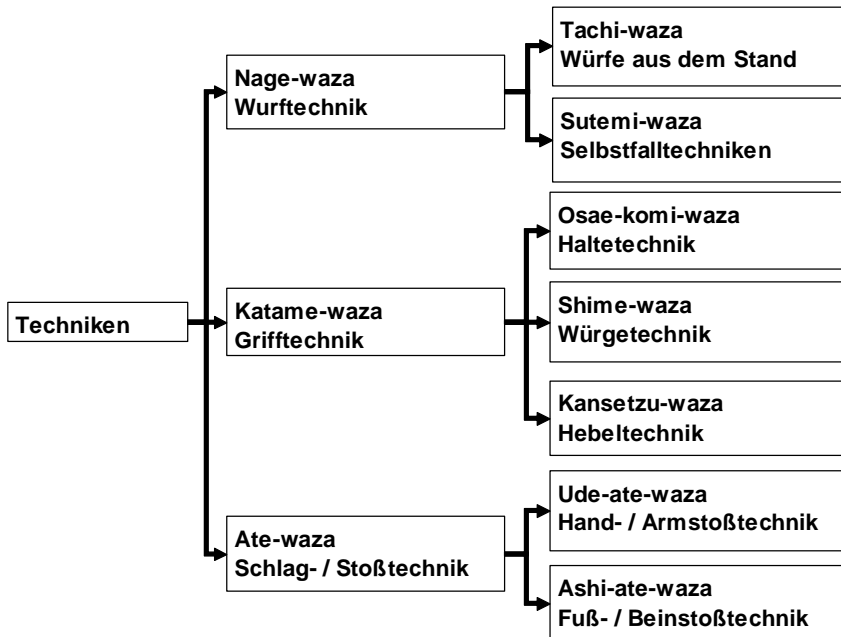 Techniken
Nage-waza
Wurftechnik
Tachi-waza
Würfe aus dem Stand
Sutemi-waza
Selbstfalltechniken
Katame-waza
Grifftechnik
Osae-komi-waza
Haltetechnik
Shime-waza
Würgetechnik
Kansetzu-waza
Hebeltechnik
Ate-waza
Schlag- / Stoßtechnik
Ude-ate-waza
Hand- / Armstoßtechnik
Ashi-ate-waza
Fuß- / Beinstoßtechnik